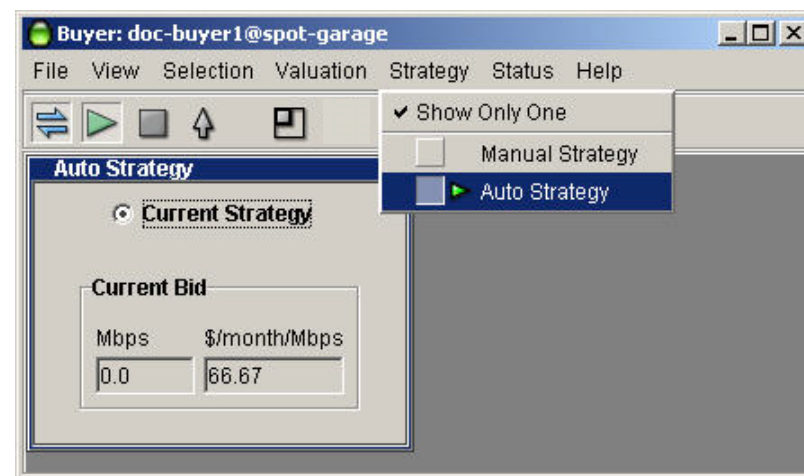 Buyer: doc-buyer1@spot-garage
File View Selection Valuation Strategy Status Help
✔ Show Only One
Manual Strategy
Auto Strategy
Auto Strategy
Current Strategy
Current Bid
Mbps $/month/Mbps
0.0 66.67